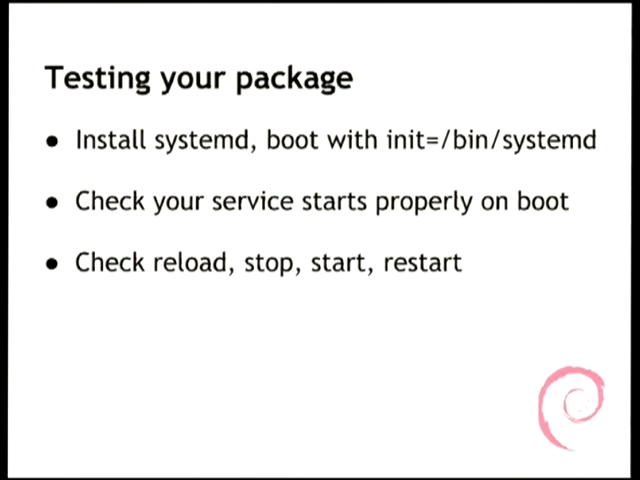 Testing your package
● Install systemd, boot with init=/bin/systemd
● Check your service starts properly on boot
● Check reload, stop, start, restart